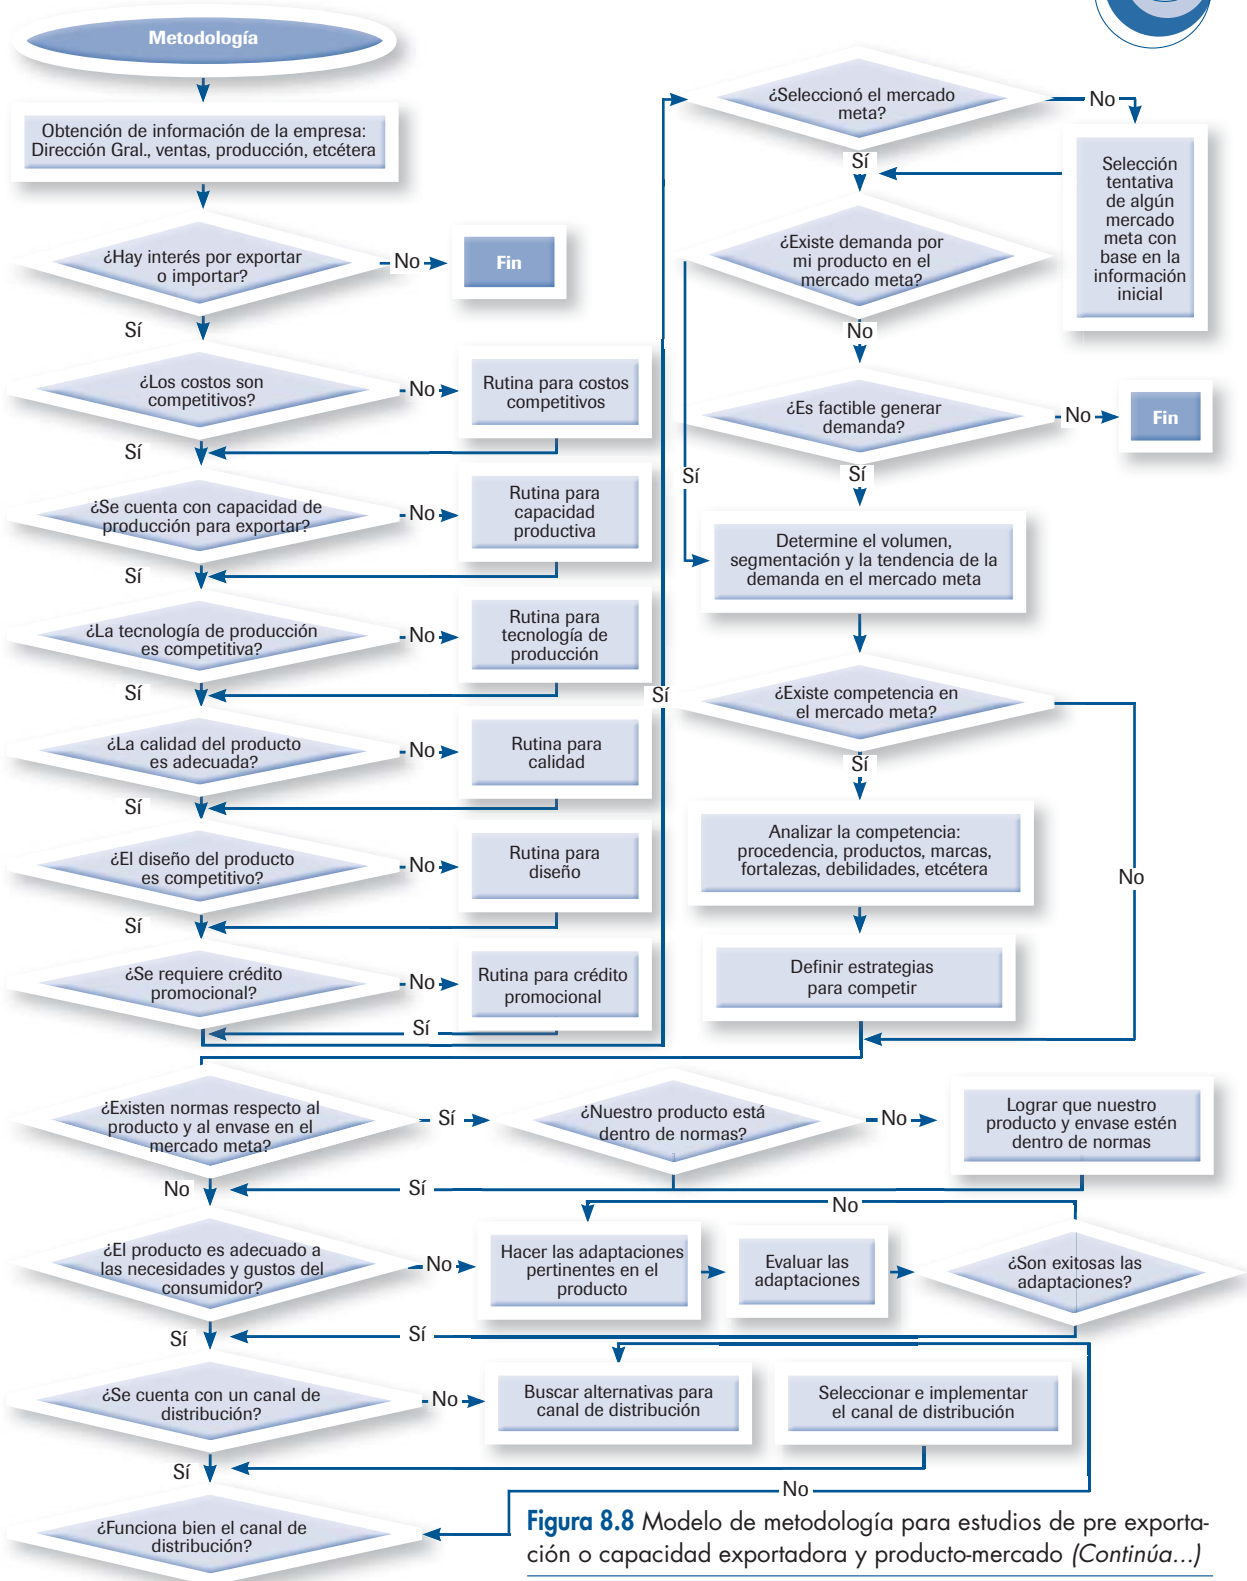 Metodología
Obtención de información de la empresa:
Dirección Gral., ventas, producción, etcétera
¿Hay interés por exportar
o importar?
No
Fin
Sí
¿Los costos son
competitivos?
No
Rutina para costos
competitivos
Sí
¿Se cuenta con capacidad de
producción para exportar?
No
Rutina para
capacidad
productiva
Sí
¿La tecnología de producción
es competitiva?
No
Rutina para
tecnología de
producción
Sí
¿La calidad del producto
es adecuada?
No
Rutina para
calidad
Sí
¿El diseño del producto
es competitivo?
No
Rutina para
diseño
Sí
¿Se requiere crédito
promocional?
No
Rutina para crédito
promocional
Sí
¿Seleccionó el mercado
meta?
No
Selección
tentativa
de algún
mercado
meta con
base en la
información
inicial
Sí
¿Existe demanda por
mi producto en el
mercado meta?
No
Sí
¿Es factible generar
demanda?
No
Fin
Sí
Determine el volumen,
segmentación y la tendencia de la
demanda en el mercado meta
Sí
¿Existe competencia en
el mercado meta?
Sí
No
Analizar la competencia:
procedencia, productos, marcas,
fortalezas, debilidades, etcétera
Definir estrategias
para competir
¿Existen normas respecto al
producto y al envase en el
mercado meta?
Sí
¿Nuestro producto está
dentro de normas?
No
Lograr que nuestro
producto y envase estén
dentro de normas
No
Sí
No
¿El producto es adecuado a
las necesidades y gustos del
consumidor?
No
Hacer las adaptaciones
pertinentes en el
producto
Evaluar las
adaptaciones
¿Son exitosas las
adaptaciones?
Sí
Sí
¿Se cuenta con un canal de
distribución?
No
Buscar alternativas para
canal de distribución
Seleccionar e implementar
el canal de distribución
Sí
No
¿Funciona bien el canal de
distribución?
Figura 8.8 Modelo de metodología para estudios de pre exporta-
ción o capacidad exportadora y producto-mercado (Continúa...)